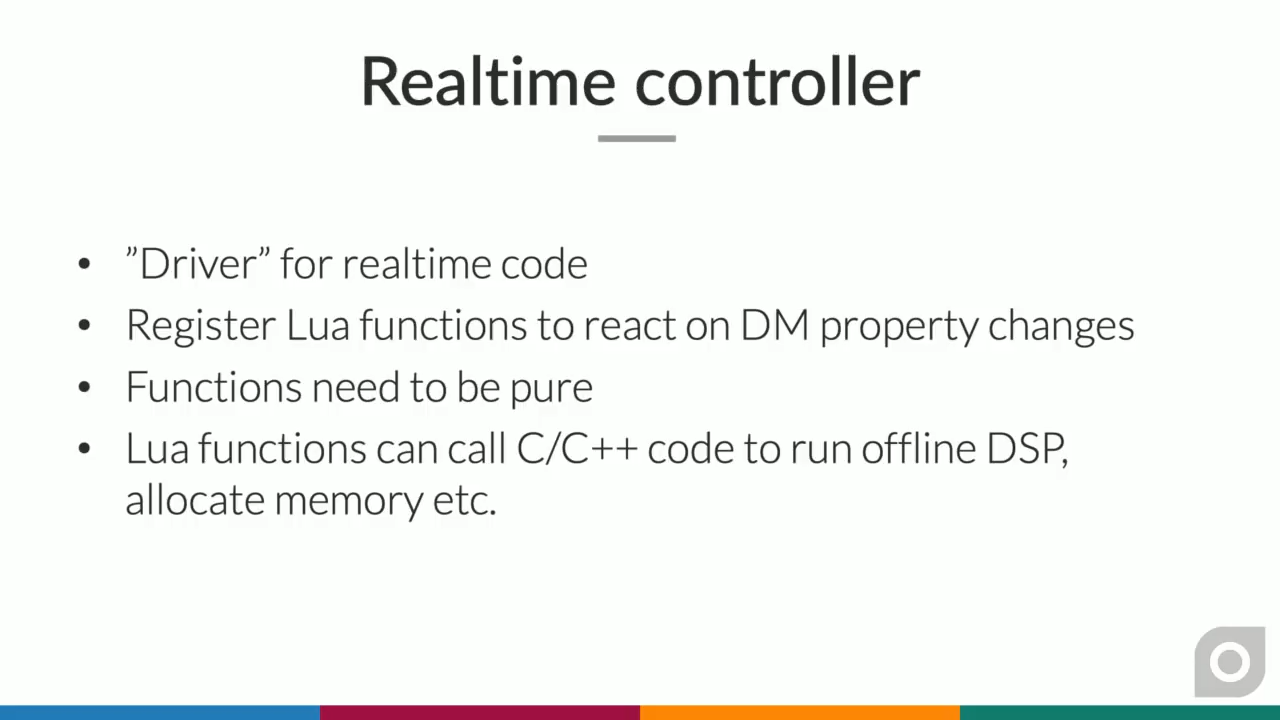 Realtime controller
• ”Driver” for realtime code
• Register Lua functions to react on DM property changes
• Functions need to be pure
• Lua functions can call C/C++ code to run offline DSP,
allocate memory etc.